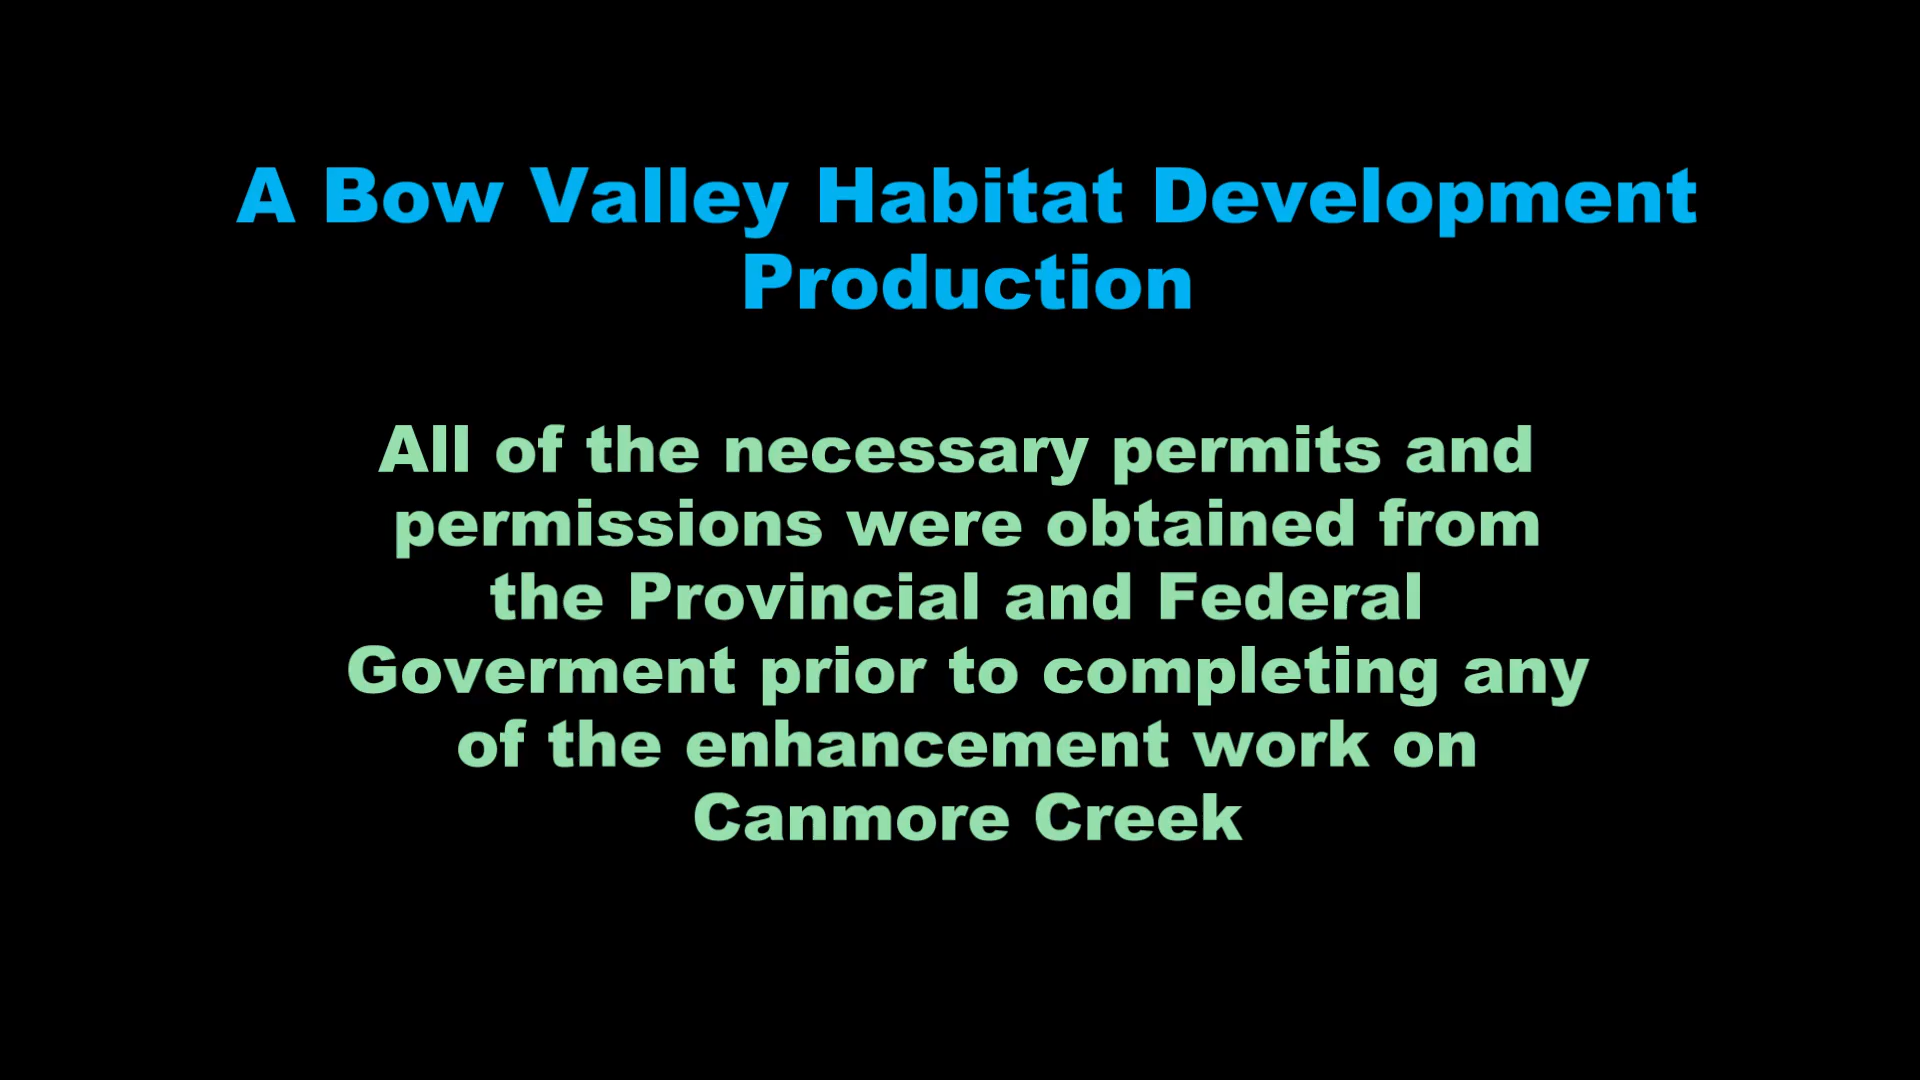 A Bow Valley Habitat Development
Production
All of the necessary permits and
permissions were obtained from
the Provincial and Federal
Goverment prior to completing any
of the enhancement work on
Canmore Creek